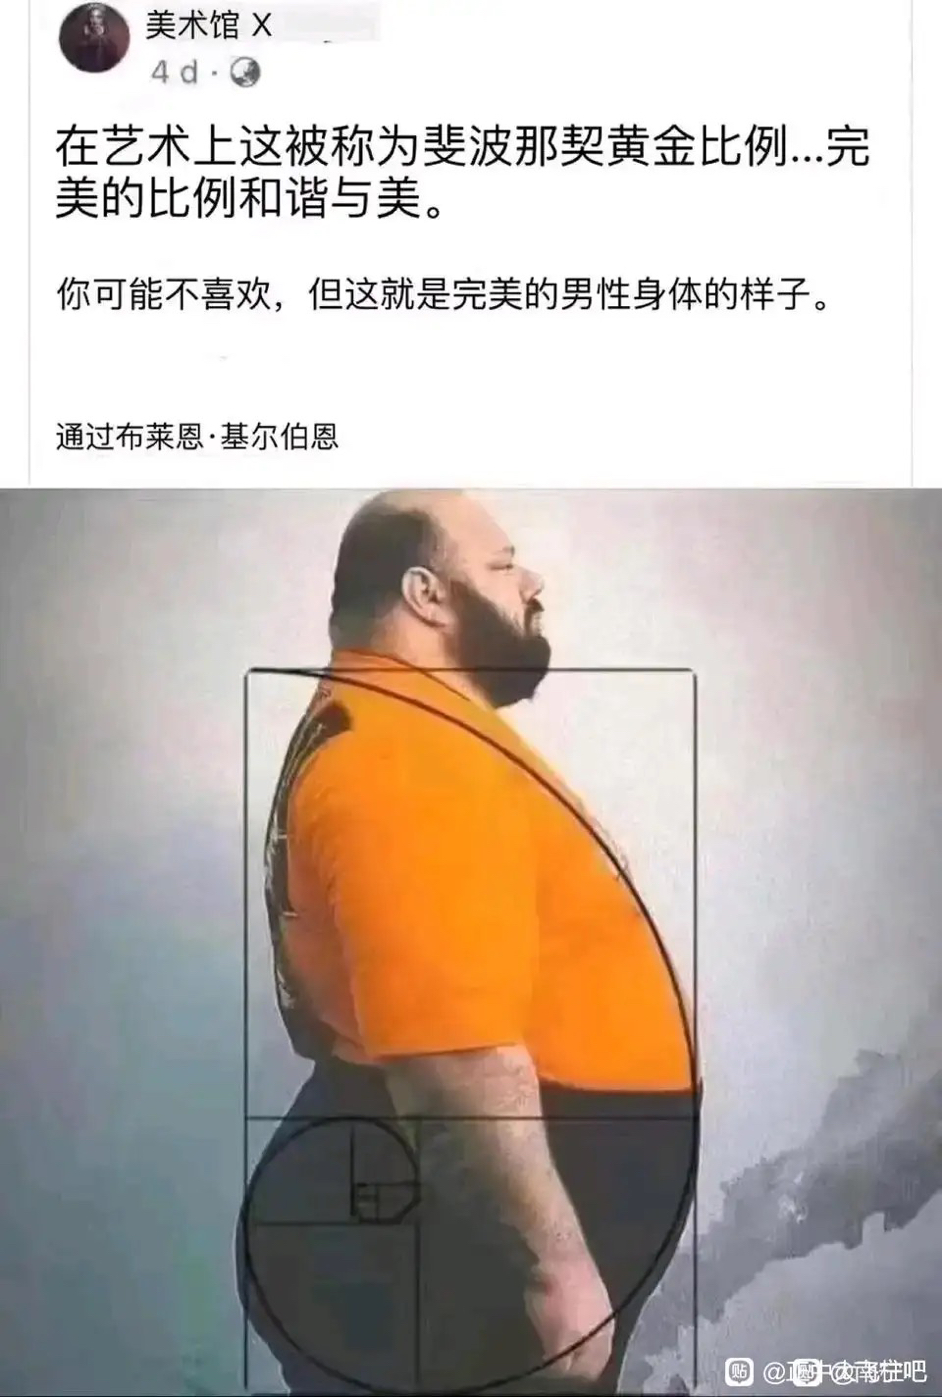 美术馆 X
4 d ·
在艺术上这被称为斐波那契黄金比例...完
美的比例和谐与美。
你可能不喜欢，但这就是完美的男性身体的样子。
通过布莱恩·基尔伯恩
贴